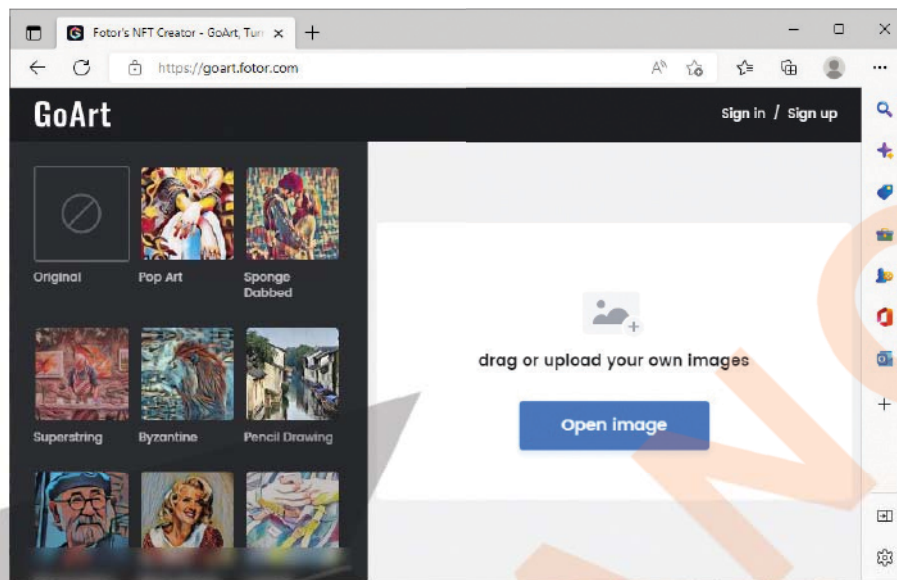 Fotor's NFT Creator - GoArt, Tur
https://goart.fotor.com
GoArt
Sign in / Sign up
Original
Pop Art
Sponge
Dabbed
Superstring
Byzantine
Pencil Drawing
drag or upload your own images
Open image